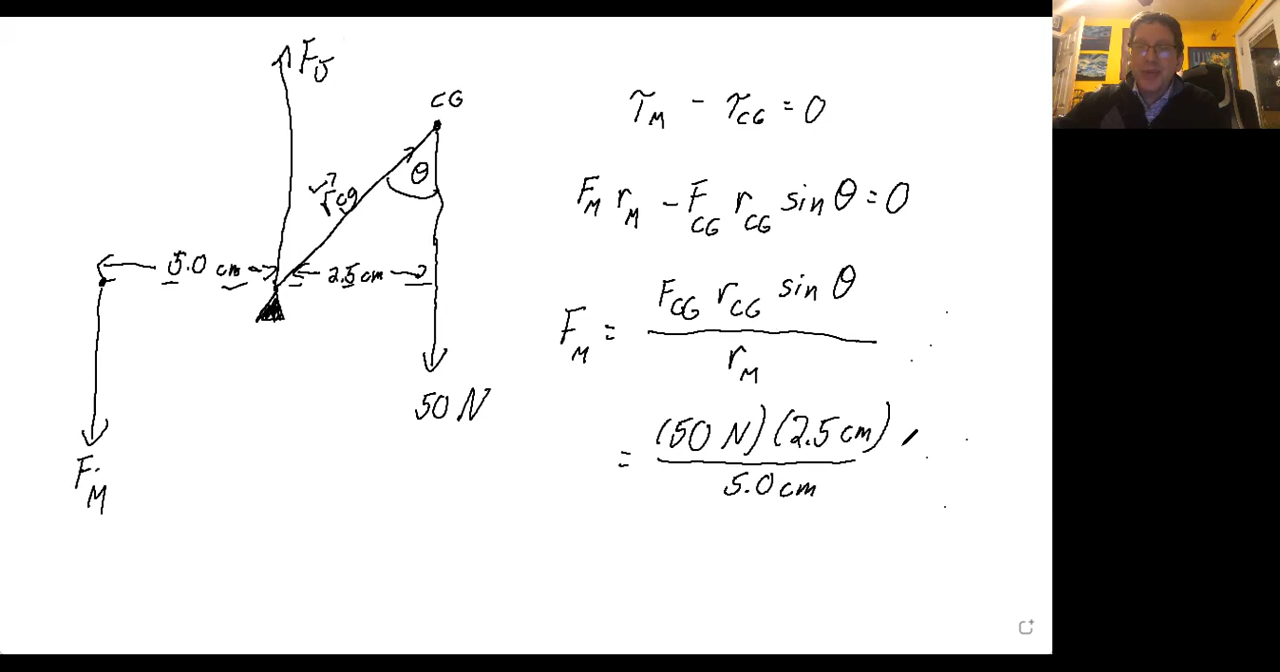 F_J
CG
θ
r⃗_cg
5.0 cm
2.5 cm
50 N
F_M
τ_M - τ_CG = 0
F_M r_M - F_CG r_CG sin θ = 0
F_M = F_CG r_CG sin θ / r_M
= (50 N)(2.5 cm) / 5.0 cm